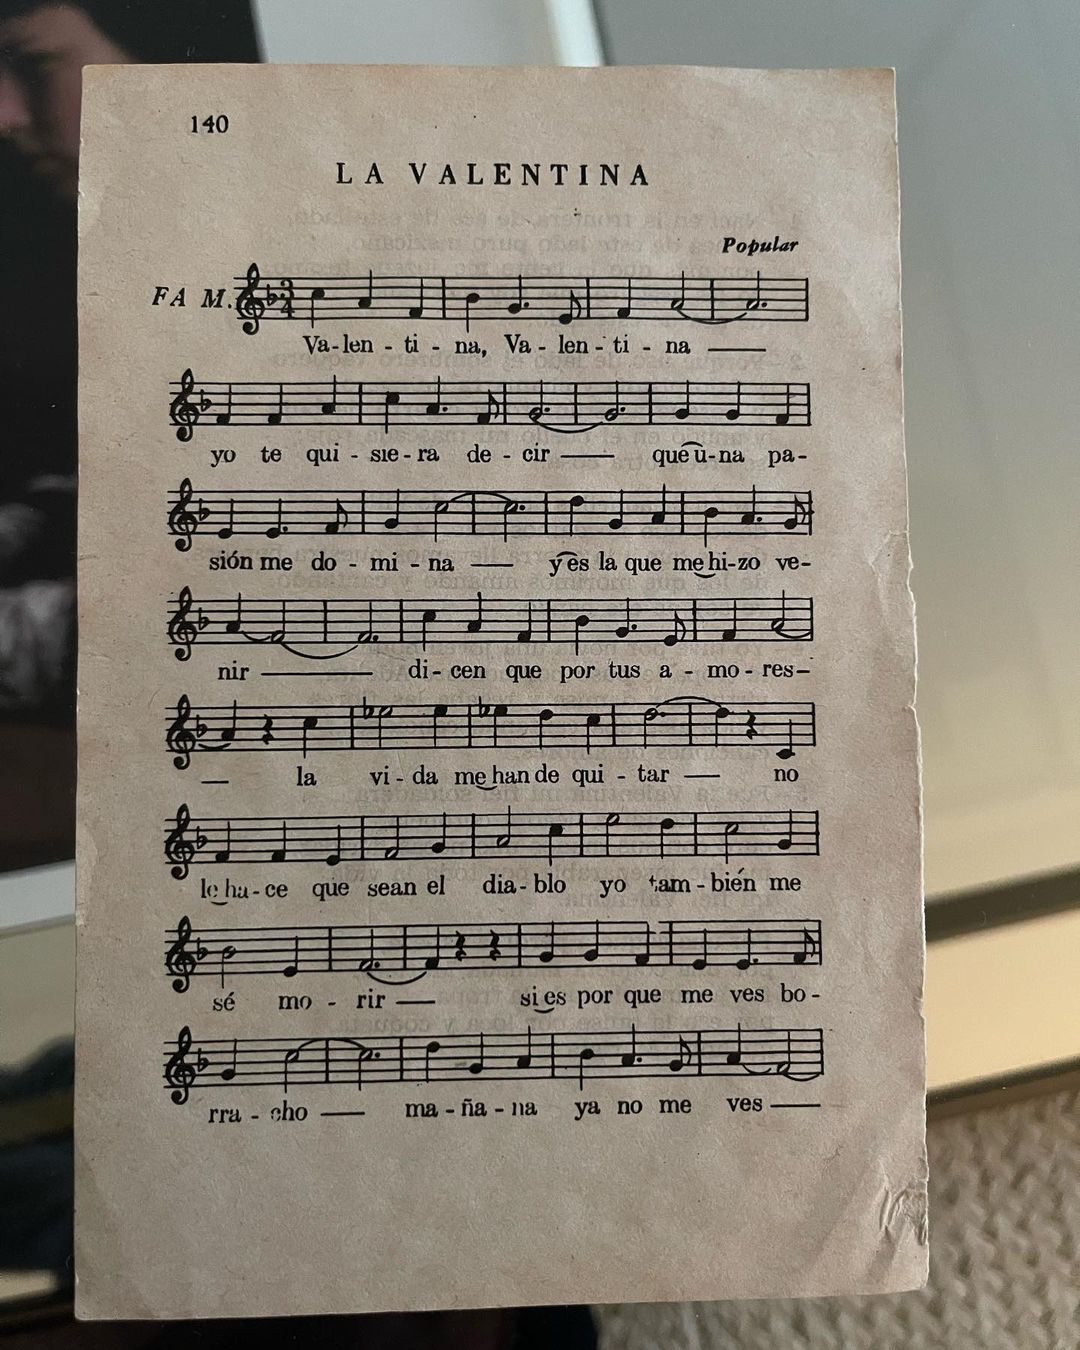 140
LA VALENTINA
Popular
FA M.
Va-len-ti-na, Va-len-ti-na
yo te qui-sie-ra de-cir que u-na pa-
sión me do-mi-na y es la que me hi-zo ve-
nir di-cen que por tus a-mo-res-
la vi-da me han de qui-tar no
le ha-ce que sean el dia-blo yo tam-bién me
sé mo-rir si es por que me ves bo-
rra-cho ma-ña-na ya no me ves